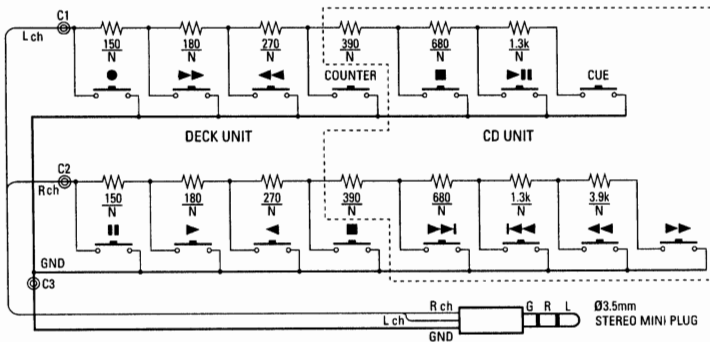 C1
L ch
150 180 270 390 680 1.3k
N N N N N N
COUNTER CUE
DECK UNIT CD UNIT
C2
R ch
150 180 270 390 680 1.3k 3.9k
N N N N N N N
GND
C3
R ch G R L Ø3.5mm
L ch STEREO MINI PLUG
GND